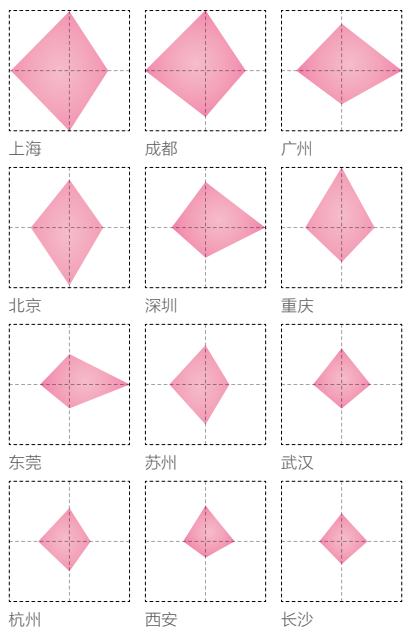 上海
成都
广州
北京
深圳
重庆
东莞
苏州
武汉
杭州
西安
长沙